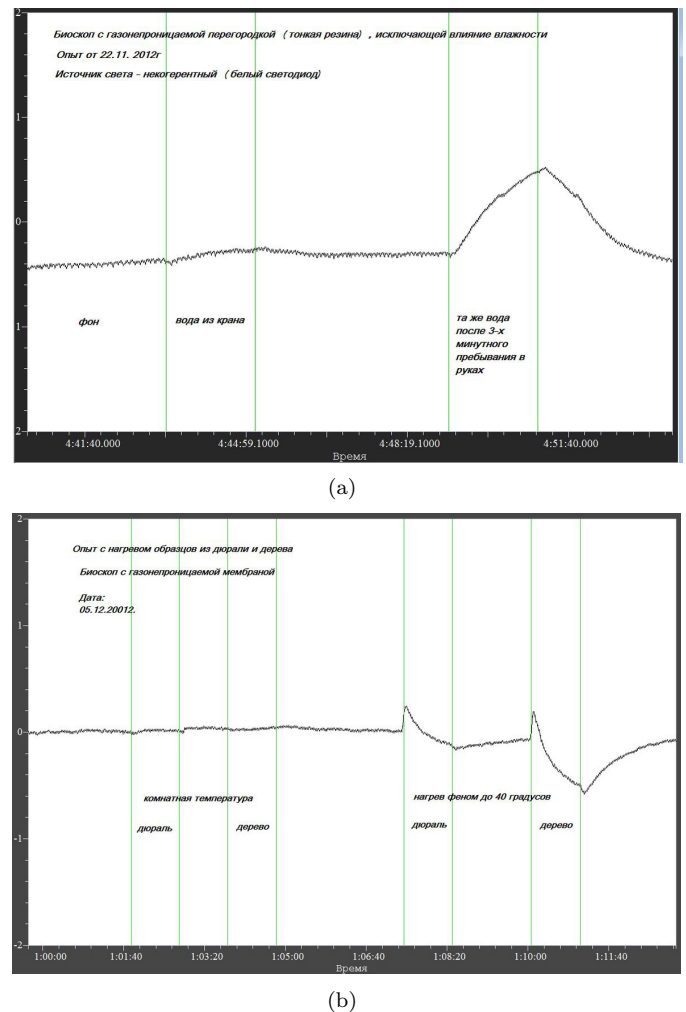 2
Биоскоп с газонепроницаемой перегородкой ( тонкая резина) , исключающей влияние влажности
Опыт от 22.11. 2012г
Источник света - некогерентный ( белый светодиод)
1
0
фон
вода из крана
та же вода
после 3-х
минутного
пребывания в
руках
1
2
4:41:40.000 4:44:59.1000 4:48:19.1000 4:51:40.000
Время
(a)
2
Опыт с нагревом образцов из дюрали и дерева
Биоскоп с газонепроницаемой мембраной
Дата:
05.12.20012.
1
0
комнатная температура
нагрев феном до 40 градусов
дюраль дерево дюраль дерево
-1
-2
1:00:00 1:01:40 1:03:20 1:05:00 1:06:40 1:08:20 1:10:00 1:11:40
Время
(b)